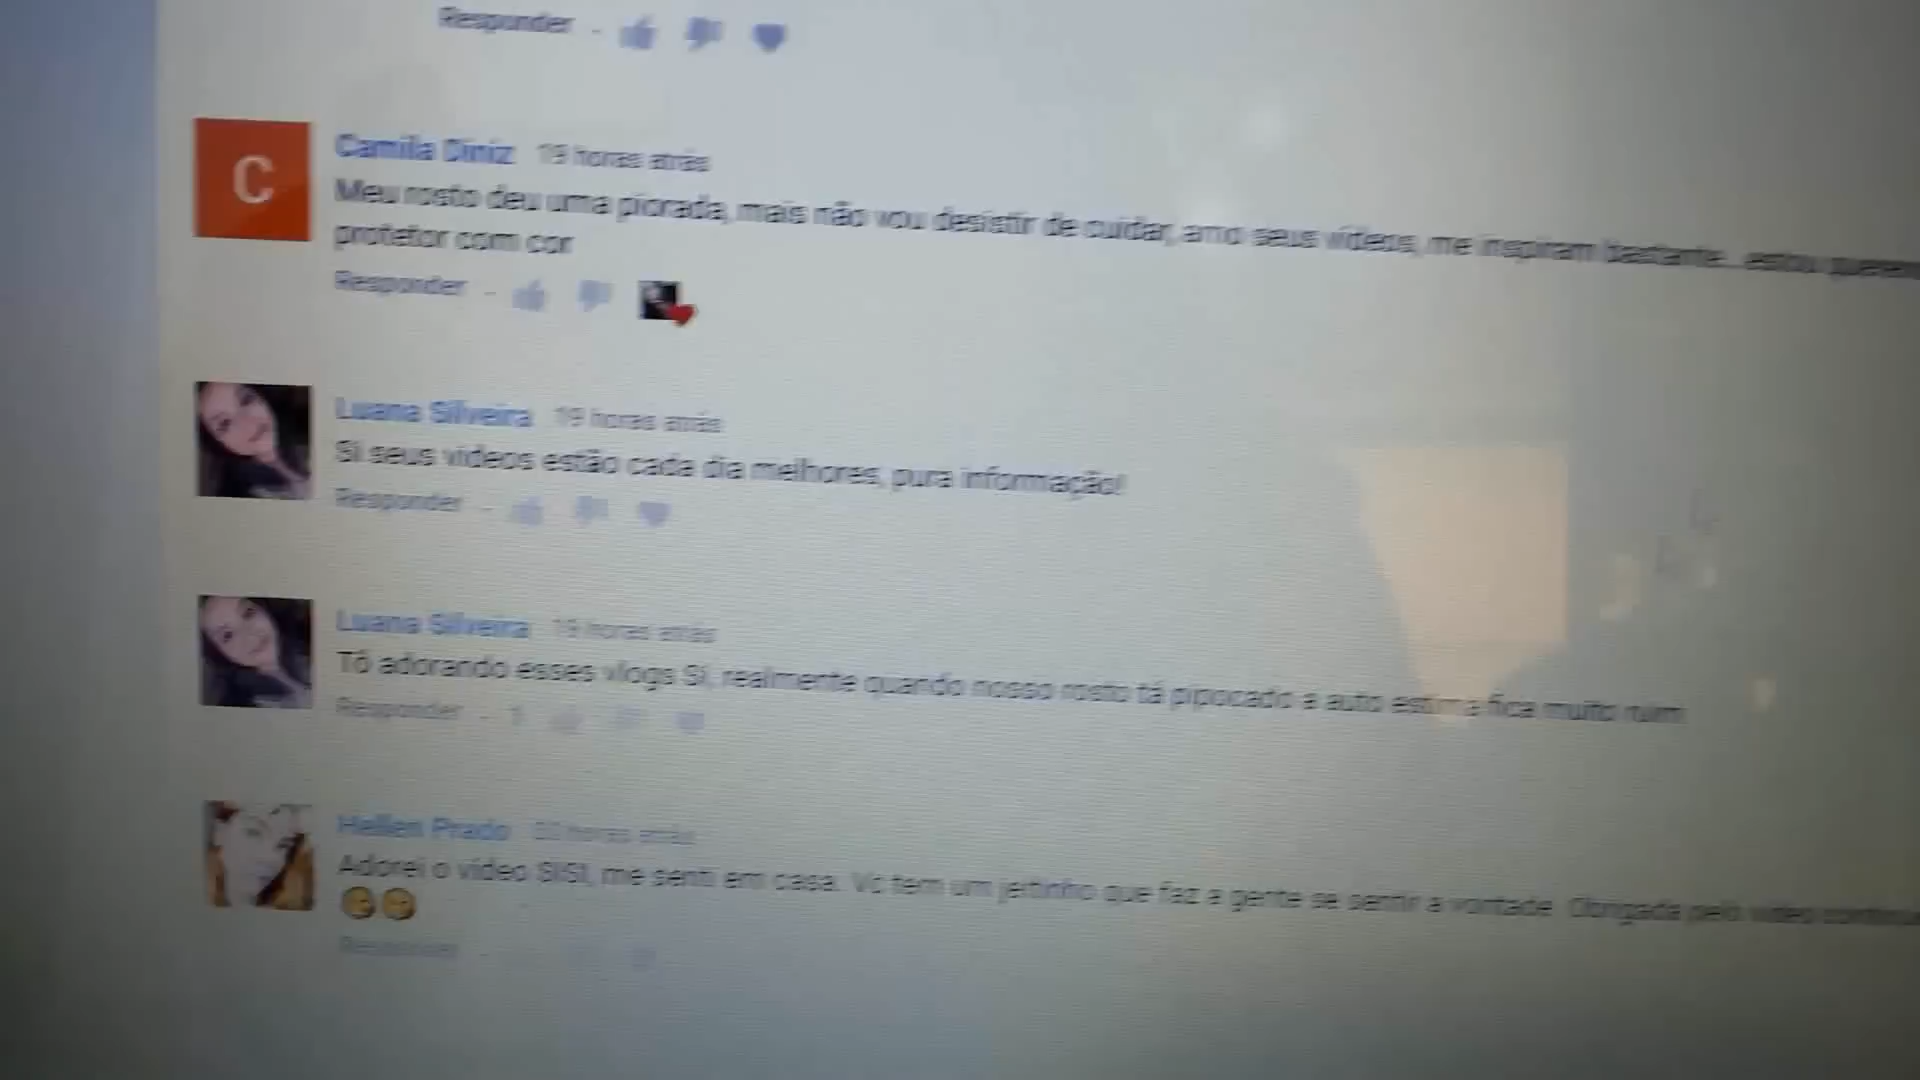 Responder
C
Camila Diniz 19 horas atrás
Meu rosto deu uma piorada, mais não vou desistir de cuidar, amo seus vídeos, me inspiram bastante.. estou
protetor com cor
Responder
Luana Silveira 19 horas atrás
Si seus vídeos estão cada dia melhores, pura informação!
Responder
Luana Silveira 19 horas atrás
Tô adorando esses vlogs Si, realmente quando nosso rosto tá pipocado a auto estima fica muito ruim
Responder 1
Hellen Prado horas atrás
Adorei o vídeo SISI, me senti em casa. Vc tem um jeitinho que faz a gente se sentir a vontade. Obrigada pelo vídeo
Responder